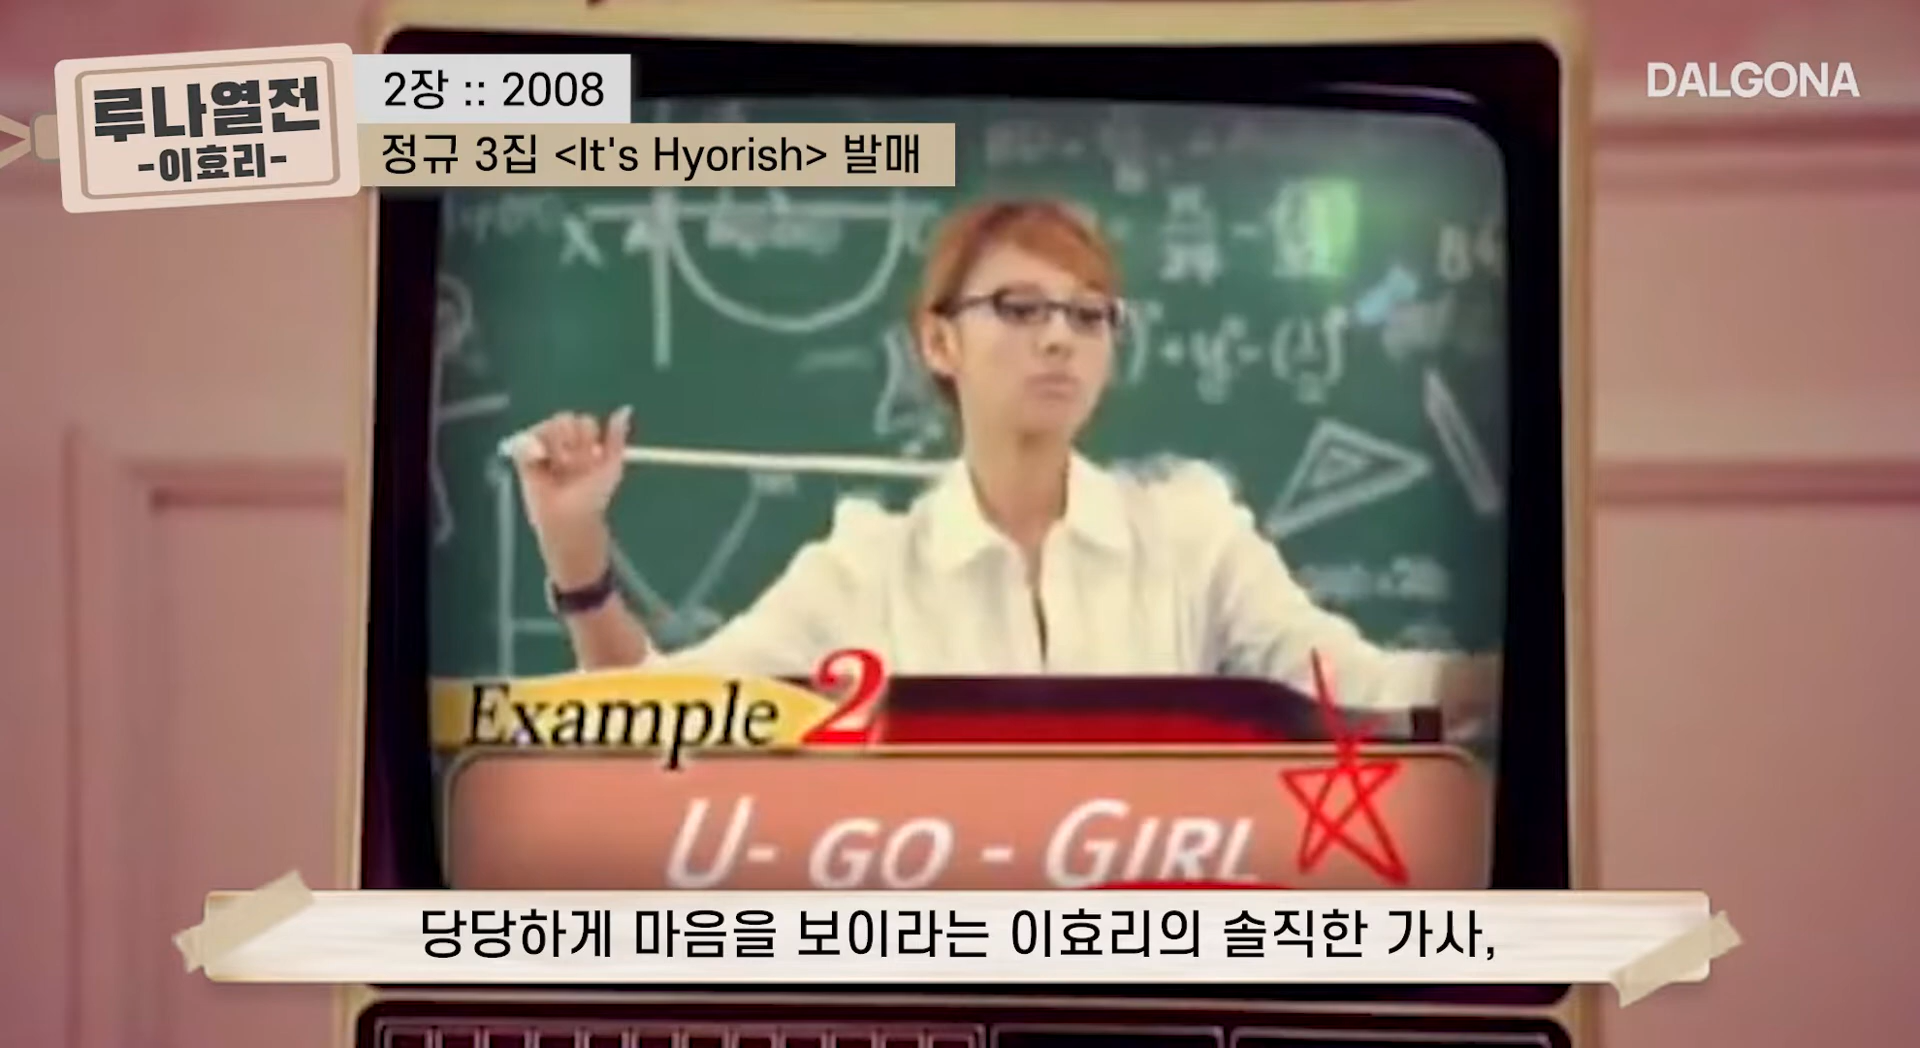 루나열전
-이효리-
2장 :: 2008
정규 3집 <It's Hyorish> 발매
DALGONA
Example 2
U- GO - GIRL
당당하게 마음을 보이라는 이효리의 솔직한 가사,